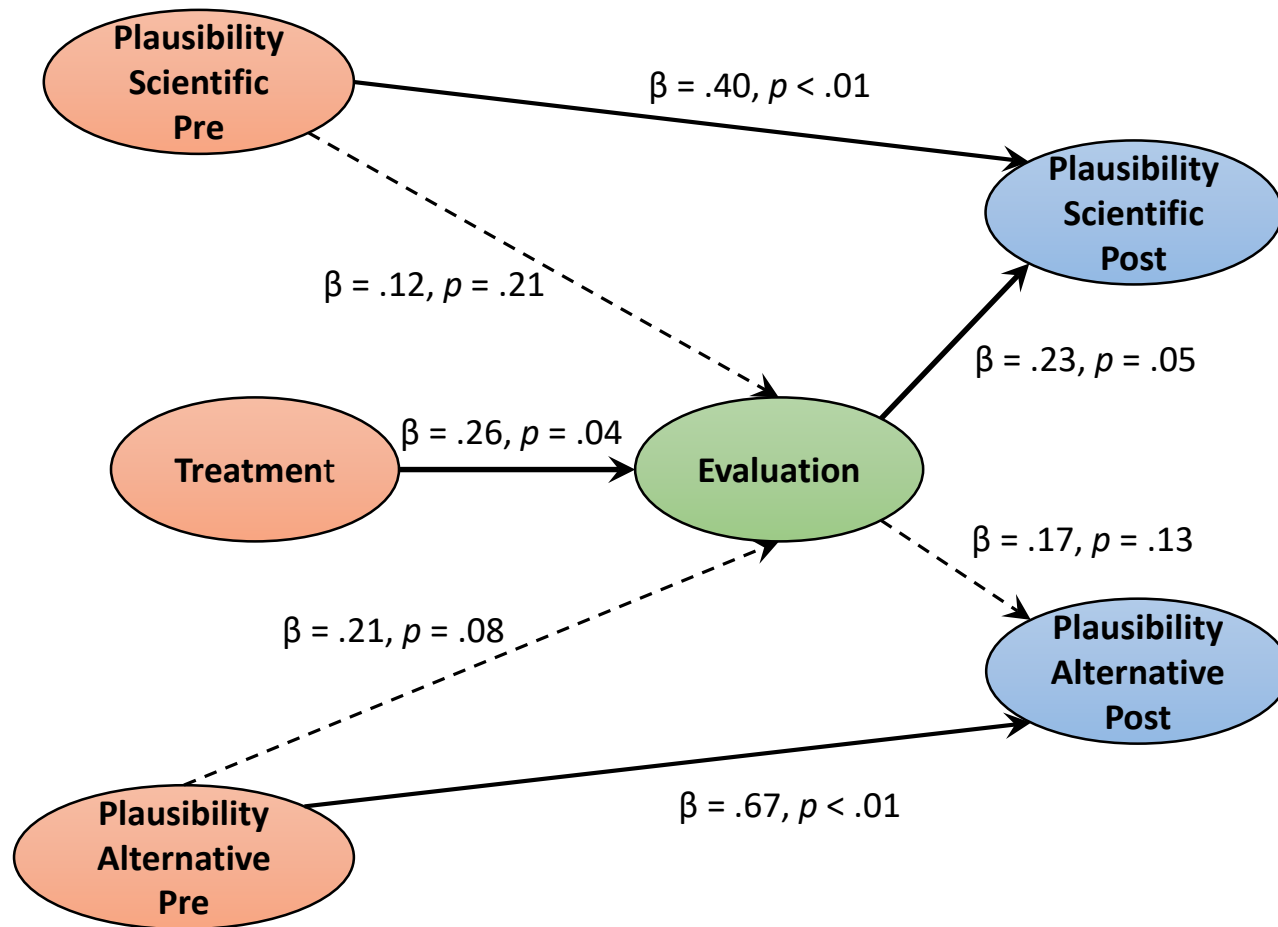 Plausibility
Scientific
Pre
β = .40, p < .01
Plausibility
Scientific
Post
β = .12, p = .21
β = .23, p = .05
Treatment
β = .26, p = .04
Evaluation
β = .17, p = .13
β = .21, p = .08
Plausibility
Alternative
Post
Plausibility
Alternative
Pre
β = .67, p < .01